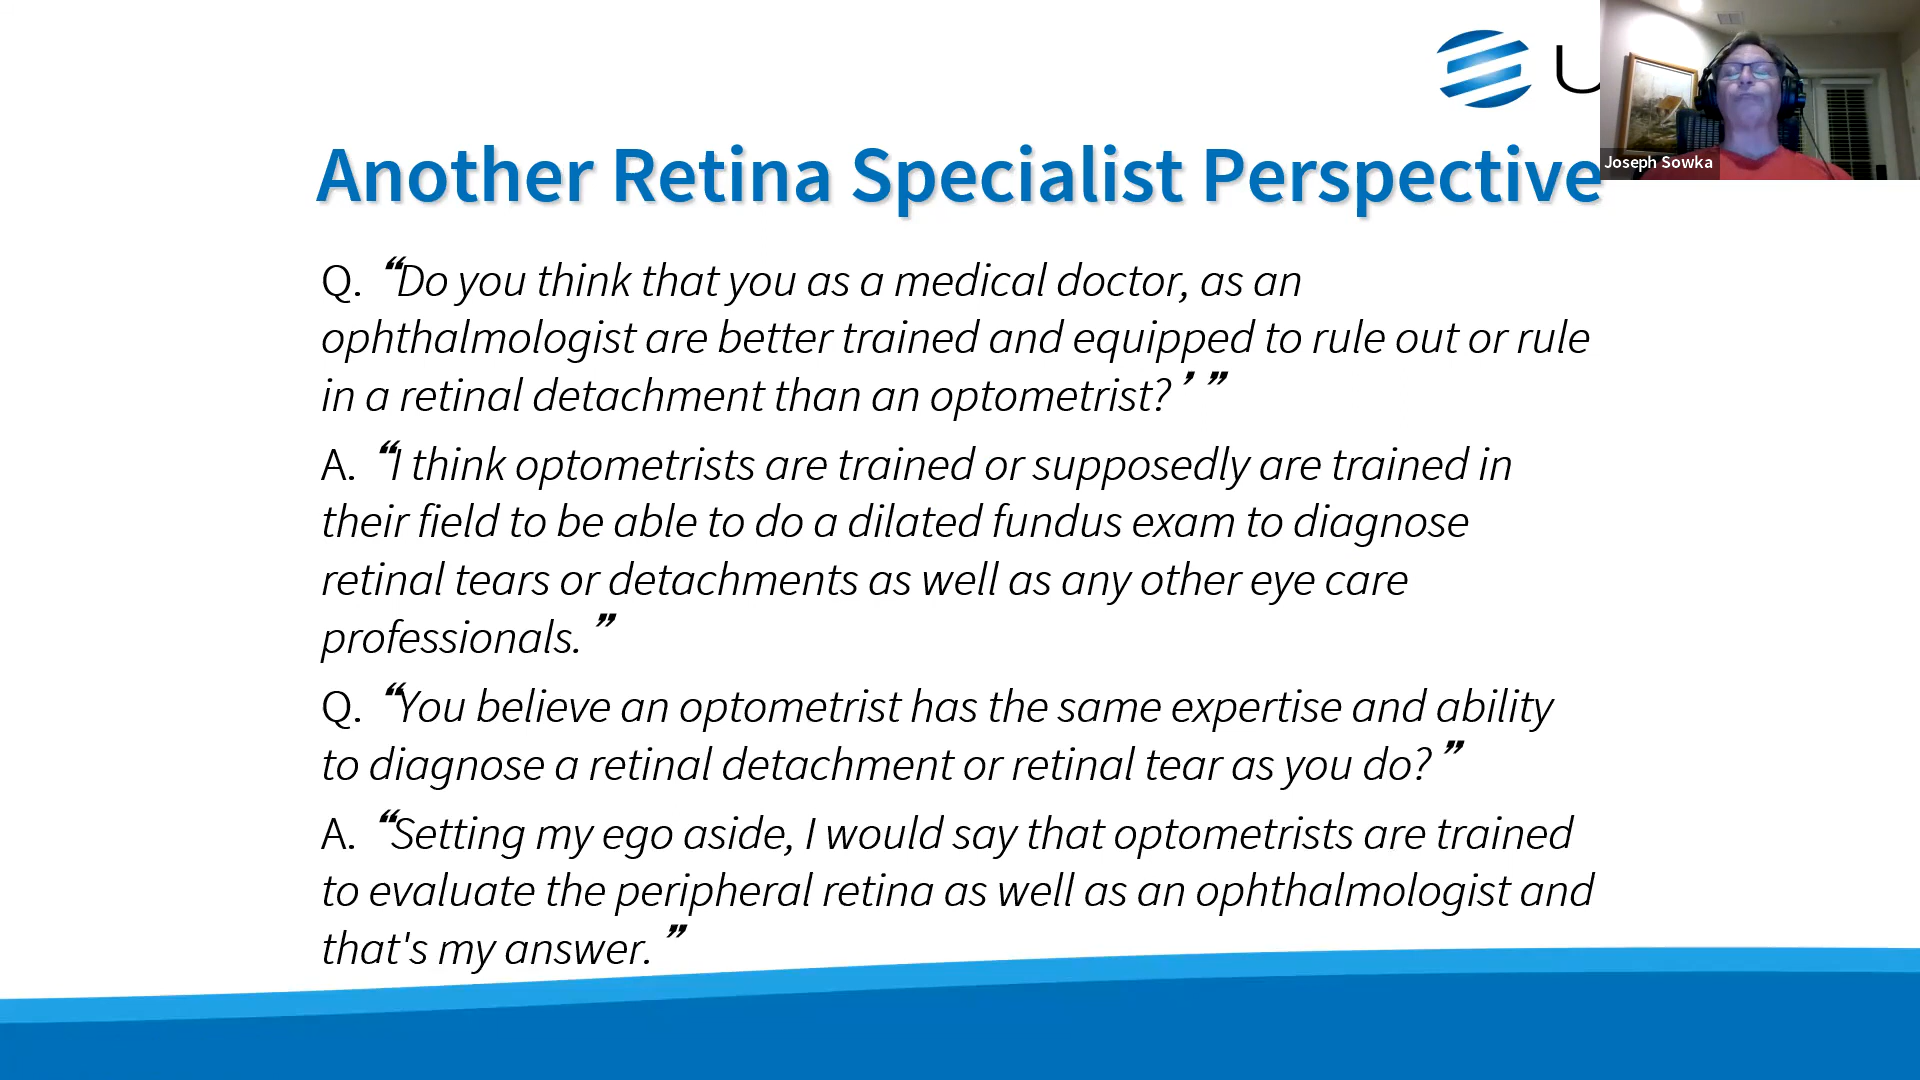 U
Joseph Sowka
Another Retina Specialist Perspective
Q. “Do you think that you as a medical doctor, as an
ophthalmologist are better trained and equipped to rule out or rule
in a retinal detachment than an optometrist?’”
A. “I think optometrists are trained or supposedly are trained in
their field to be able to do a dilated fundus exam to diagnose
retinal tears or detachments as well as any other eye care
professionals.”
Q. “You believe an optometrist has the same expertise and ability
to diagnose a retinal detachment or retinal tear as you do?”
A. “Setting my ego aside, I would say that optometrists are trained
to evaluate the peripheral retina as well as an ophthalmologist and
that's my answer.”